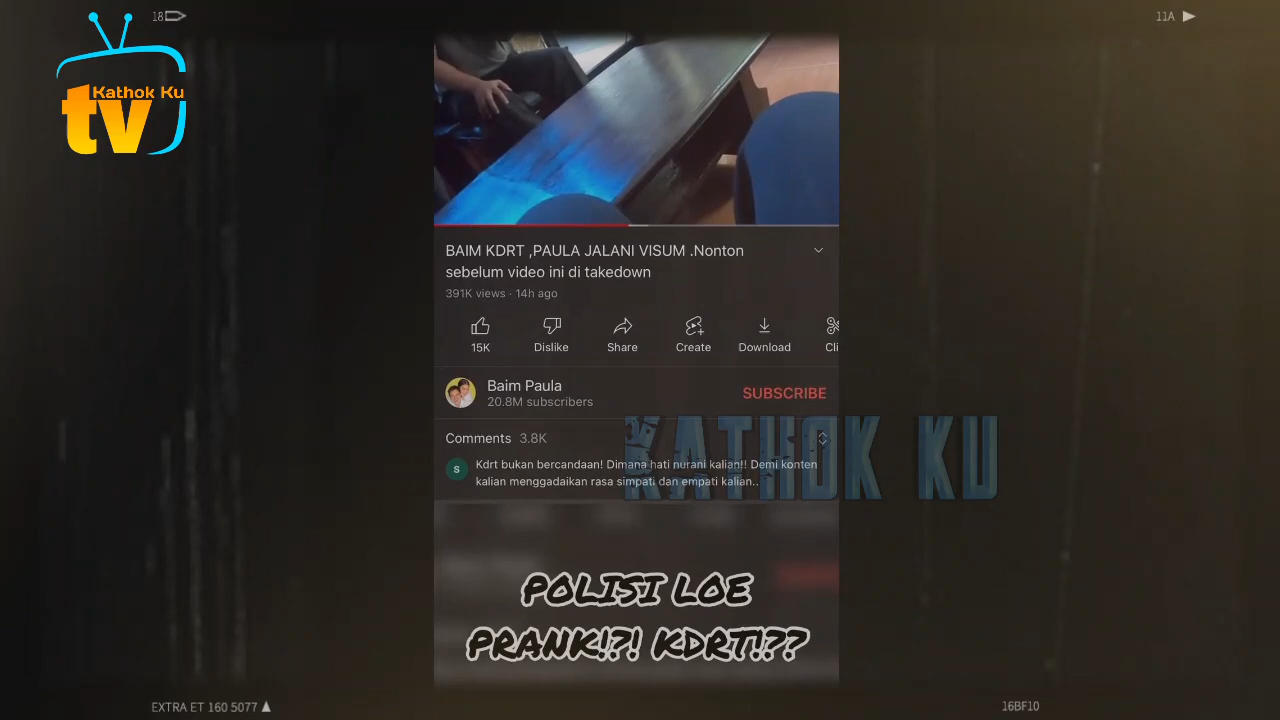 18
11A
Kathok Ku
tv
BAIM KDRT ,PAULA JALANI VISUM .Nonton
sebelum video ini di takedown
391K views · 14h ago
15K
Dislike
Share
Create
Download
Cli
Baim Paula
20.8M subscribers
SUBSCRIBE
Comments 3.8K
S
Kdrt bukan bercandaan! Dimana hati nurani kalian!! Demi konten
kalian menggadaikan rasa simpati dan empati kalian..
KATHOK KU
POLISI LOE
PRANK!?! KDRT!??
EXTRA ET 160 5077
16BF10